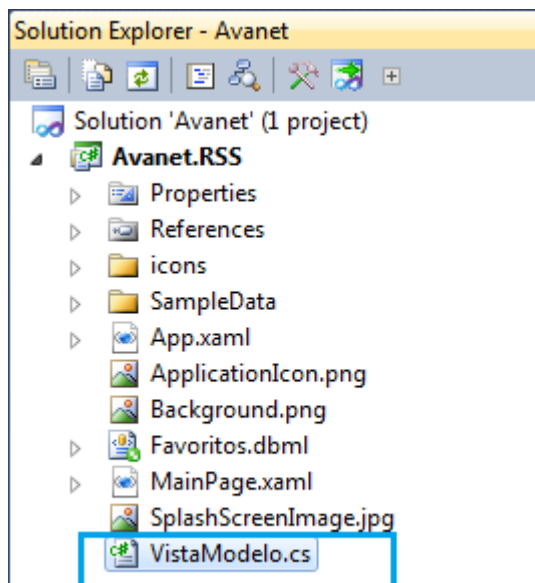 Solution Explorer - Avanet
Solution 'Avanet' (1 project)
Avanet.RSS
Properties
References
icons
SampleData
App.xaml
ApplicationIcon.png
Background.png
Favoritos.dbml
MainPage.xaml
SplashScreenImage.jpg
VistaModelo.cs